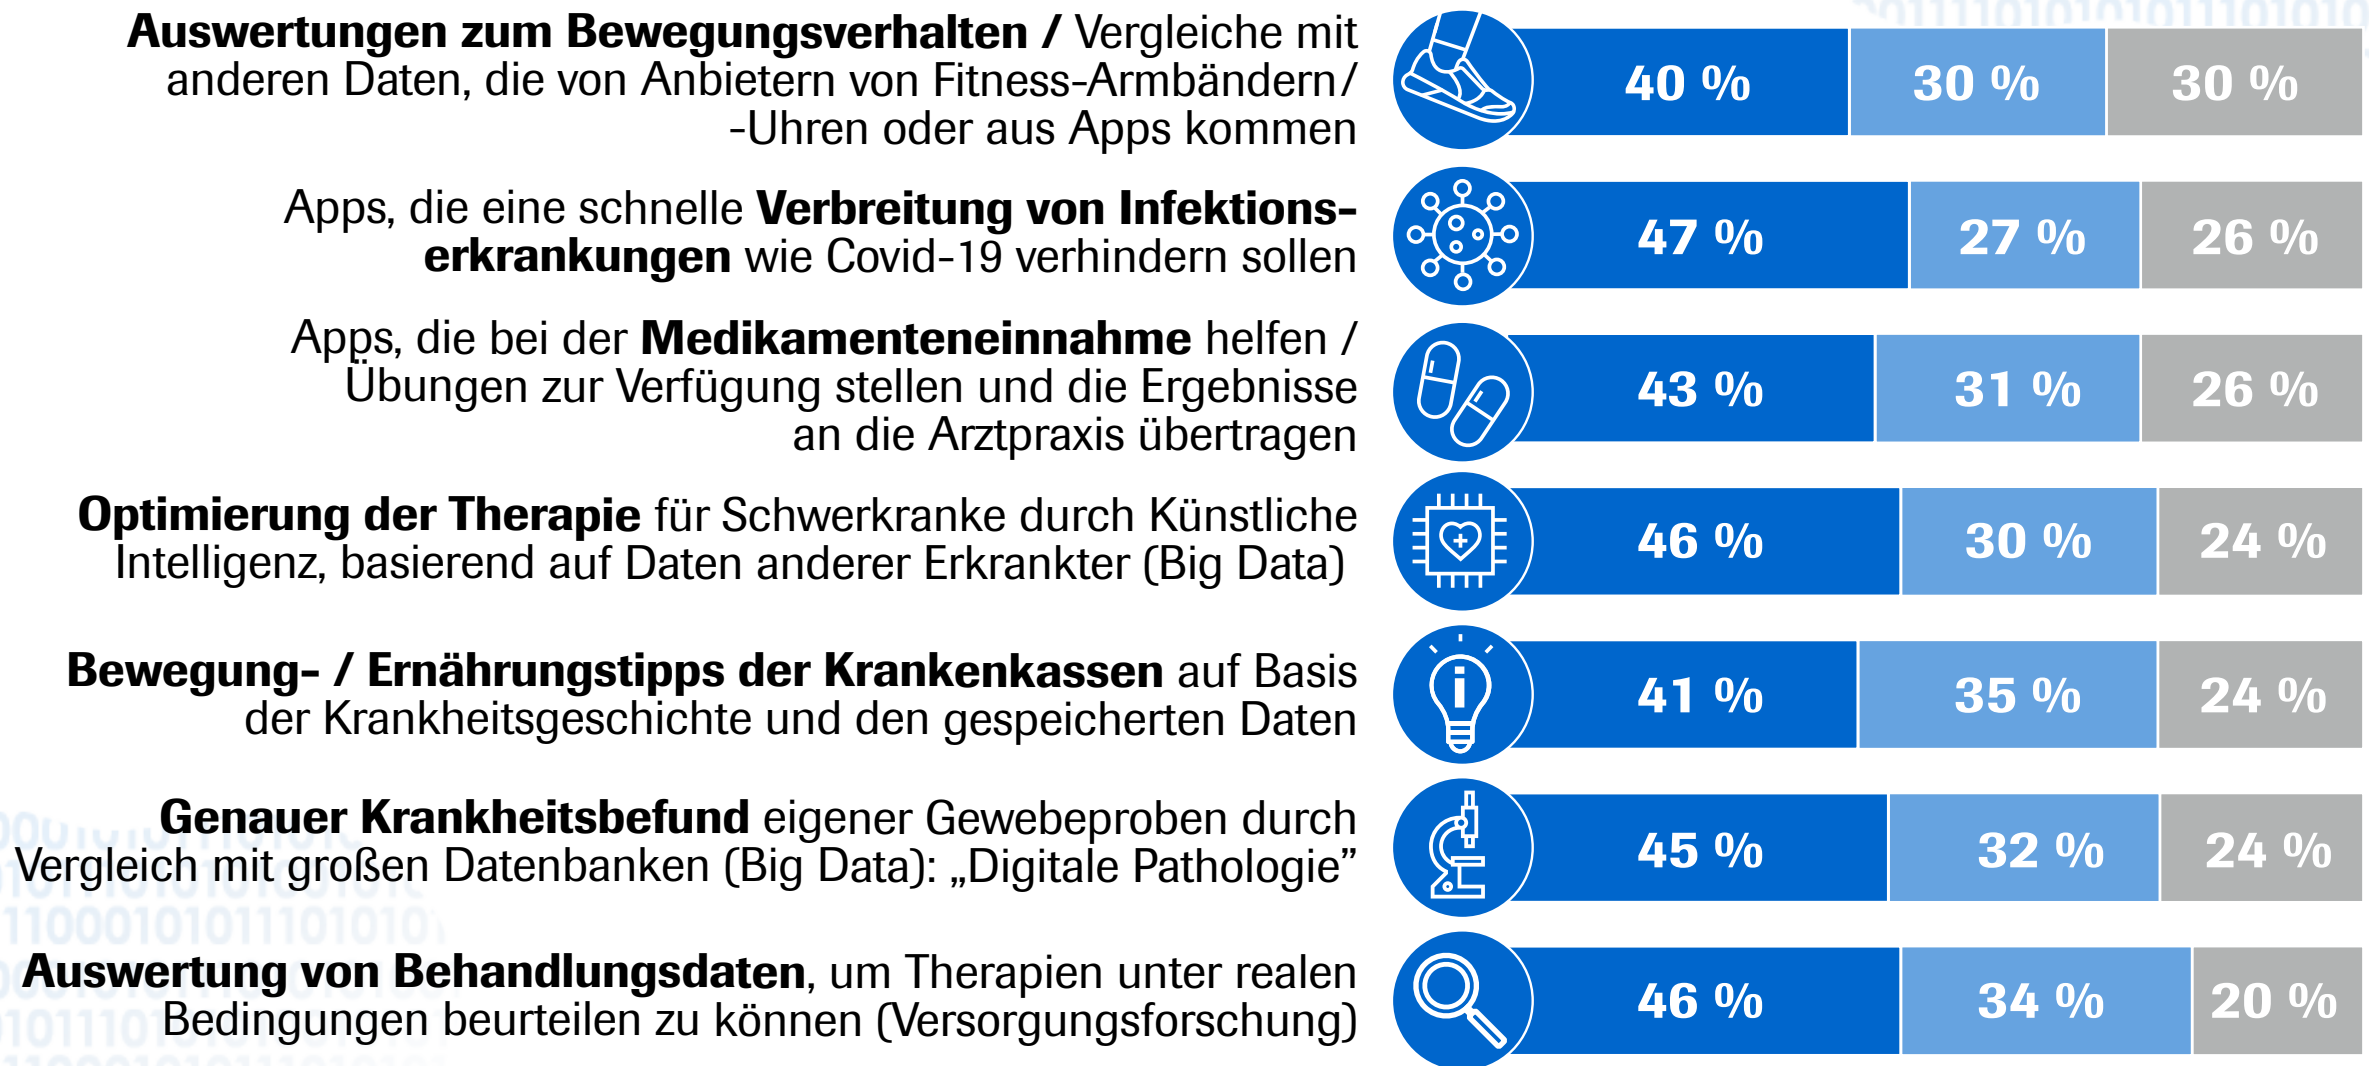 Auswertungen zum Bewegungsverhalten / Vergleiche mit
anderen Daten, die von Anbietern von Fitness-Armbändern/
-Uhren oder aus Apps kommen
40 % 30 % 30 %
Apps, die eine schnelle Verbreitung von Infektions-
erkrankungen wie Covid-19 verhindern sollen
47 % 27 % 26 %
Apps, die bei der Medikamenteneinnahme helfen /
Übungen zur Verfügung stellen und die Ergebnisse
an die Arztpraxis übertragen
43 % 31 % 26 %
Optimierung der Therapie für Schwerkranke durch Künstliche
Intelligenz, basierend auf Daten anderer Erkrankter (Big Data)
46 % 30 % 24 %
Bewegung- / Ernährungstipps der Krankenkassen auf Basis
der Krankheitsgeschichte und den gespeicherten Daten
41 % 35 % 24 %
Genauer Krankheitsbefund eigener Gewebeproben durch
Vergleich mit großen Datenbanken (Big Data): „Digitale Pathologie”
45 % 32 % 24 %
Auswertung von Behandlungsdaten, um Therapien unter realen
Bedingungen beurteilen zu können (Versorgungsforschung)
46 % 34 % 20 %